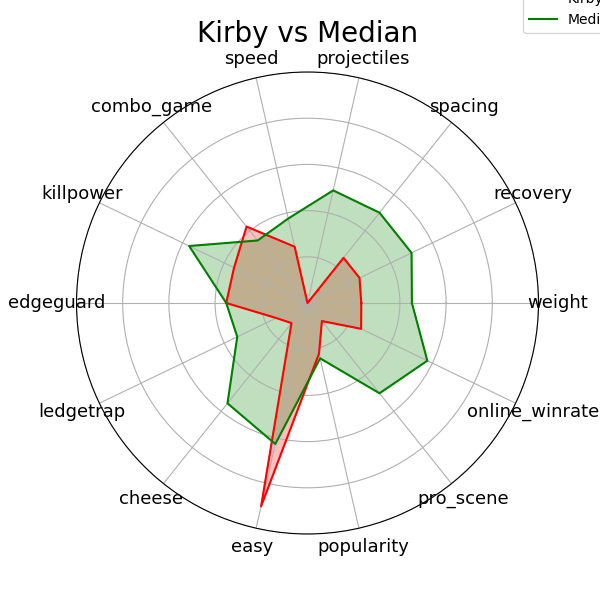 Kirby vs Median
speed
projectiles
combo_game
spacing
killpower
recovery
edgeguard
weight
ledgetrap
online_winrate
cheese
pro_scene
easy
popularity